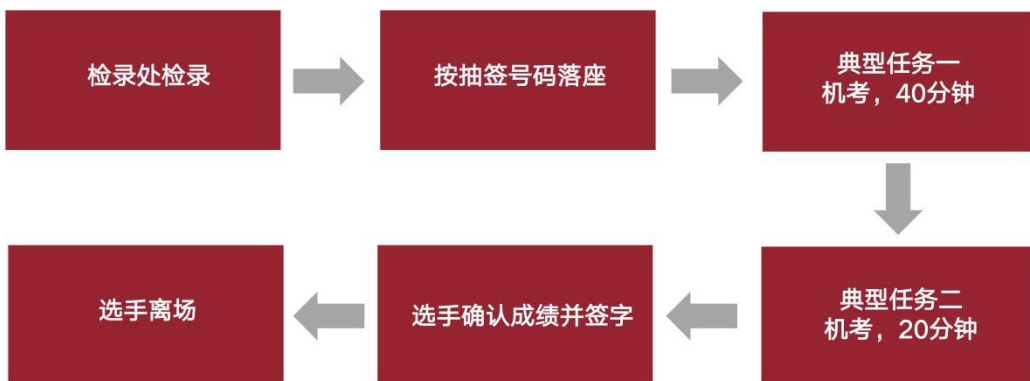 检录处检录
按抽签号码落座
典型任务一
机考，40分钟
典型任务二
机考，20分钟
选手确认成绩并签字
选手离场